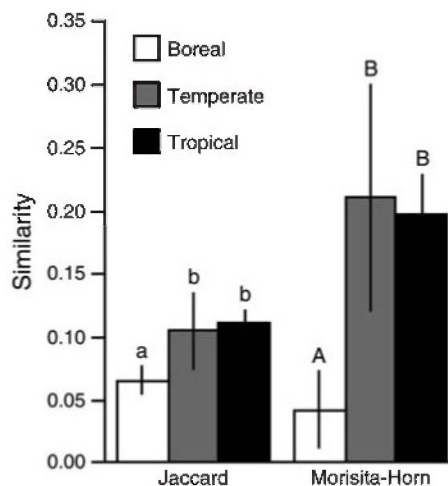 0.35
0.30
0.25
0.20
0.15
0.10
0.05
0.00
Similarity
Boreal
Temperate
Tropical
a
b
b
A
B
B
Jaccard
Morisita-Horn